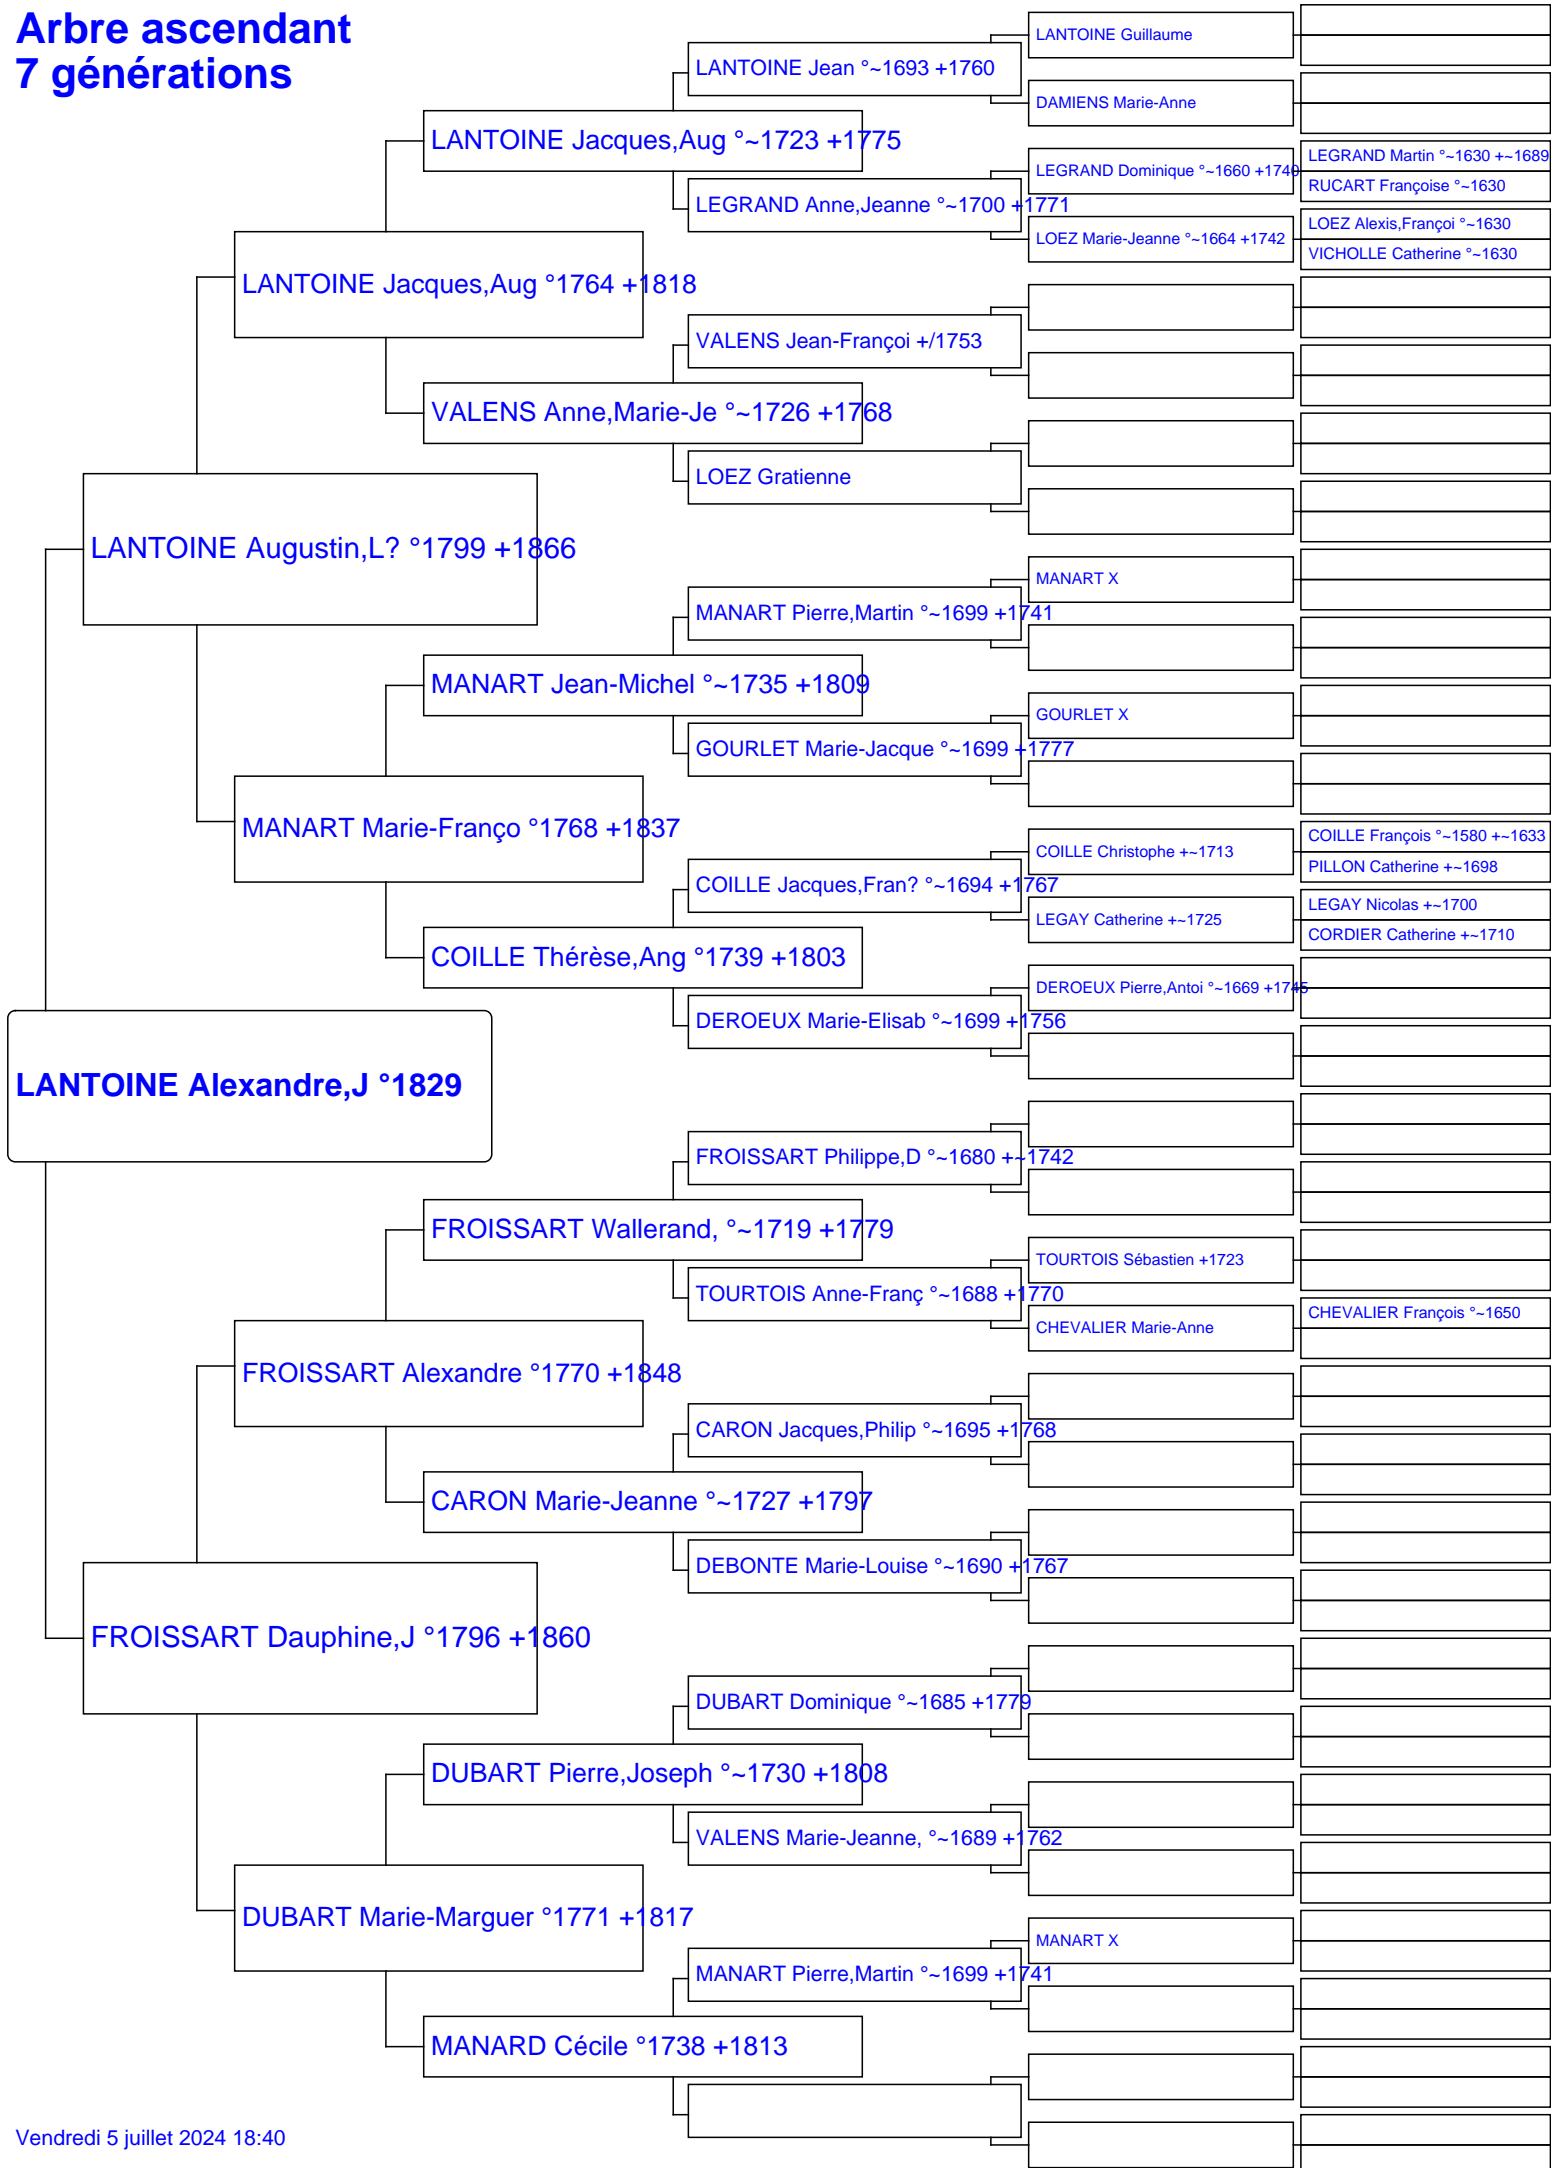 Arbre ascendant
7 générations
LANTOINE Guillaume
LANTOINE Jean °~1693 +1760
DAMIENS Marie-Anne
LANTOINE Jacques,Aug °~1723 +1775
LEGRAND Martin °~1630 +~1689
LEGRAND Dominique °~1660 +1740
RUCART Françoise °~1630
LEGRAND Anne,Jeanne °~1700 +1771
LOEZ Alexis,Françoi °~1630
LOEZ Marie-Jeanne °~1664 +1742
VICHOLLE Catherine °~1630
LANTOINE Jacques,Aug °1764 +1818
VALENS Jean-Françoi +/1753
VALENS Anne,Marie-Je °~1726 +1768
LOEZ Gratienne
LANTOINE Augustin,L? °1799 +1866
MANART X
MANART Pierre,Martin °~1699 +1741
MANART Jean-Michel °~1735 +1809
GOURLET X
GOURLET Marie-Jacque °~1699 +1777
MANART Marie-Franço °1768 +1837
COILLE François °~1580 +~1633
COILLE Christophe +~1713
PILLON Catherine +~1698
COILLE Jacques,Fran? °~1694 +1767
LEGAY Nicolas +~1700
LEGAY Catherine +~1725
CORDIER Catherine +~1710
COILLE Thérèse,Ang °1739 +1803
DEROEUX Pierre,Antoi °~1669 +1745
DEROEUX Marie-Elisab °~1699 +1756
LANTOINE Alexandre,J °1829
FROISSART Philippe,D °~1680 +~1742
FROISSART Wallerand, °~1719 +1779
TOURTOIS Sébastien +1723
TOURTOIS Anne-Franç °~1688 +1770
CHEVALIER François °~1650
CHEVALIER Marie-Anne
FROISSART Alexandre °1770 +1848
CARON Jacques,Philip °~1695 +1768
CARON Marie-Jeanne °~1727 +1797
DEBONTE Marie-Louise °~1690 +1767
FROISSART Dauphine,J °1796 +1860
DUBART Dominique °~1685 +1779
DUBART Pierre,Joseph °~1730 +1808
VALENS Marie-Jeanne, °~1689 +1762
DUBART Marie-Marguer °1771 +1817
MANART X
MANART Pierre,Martin °~1699 +1741
MANARD Cécile °1738 +1813
Vendredi 5 juillet 2024 18:40